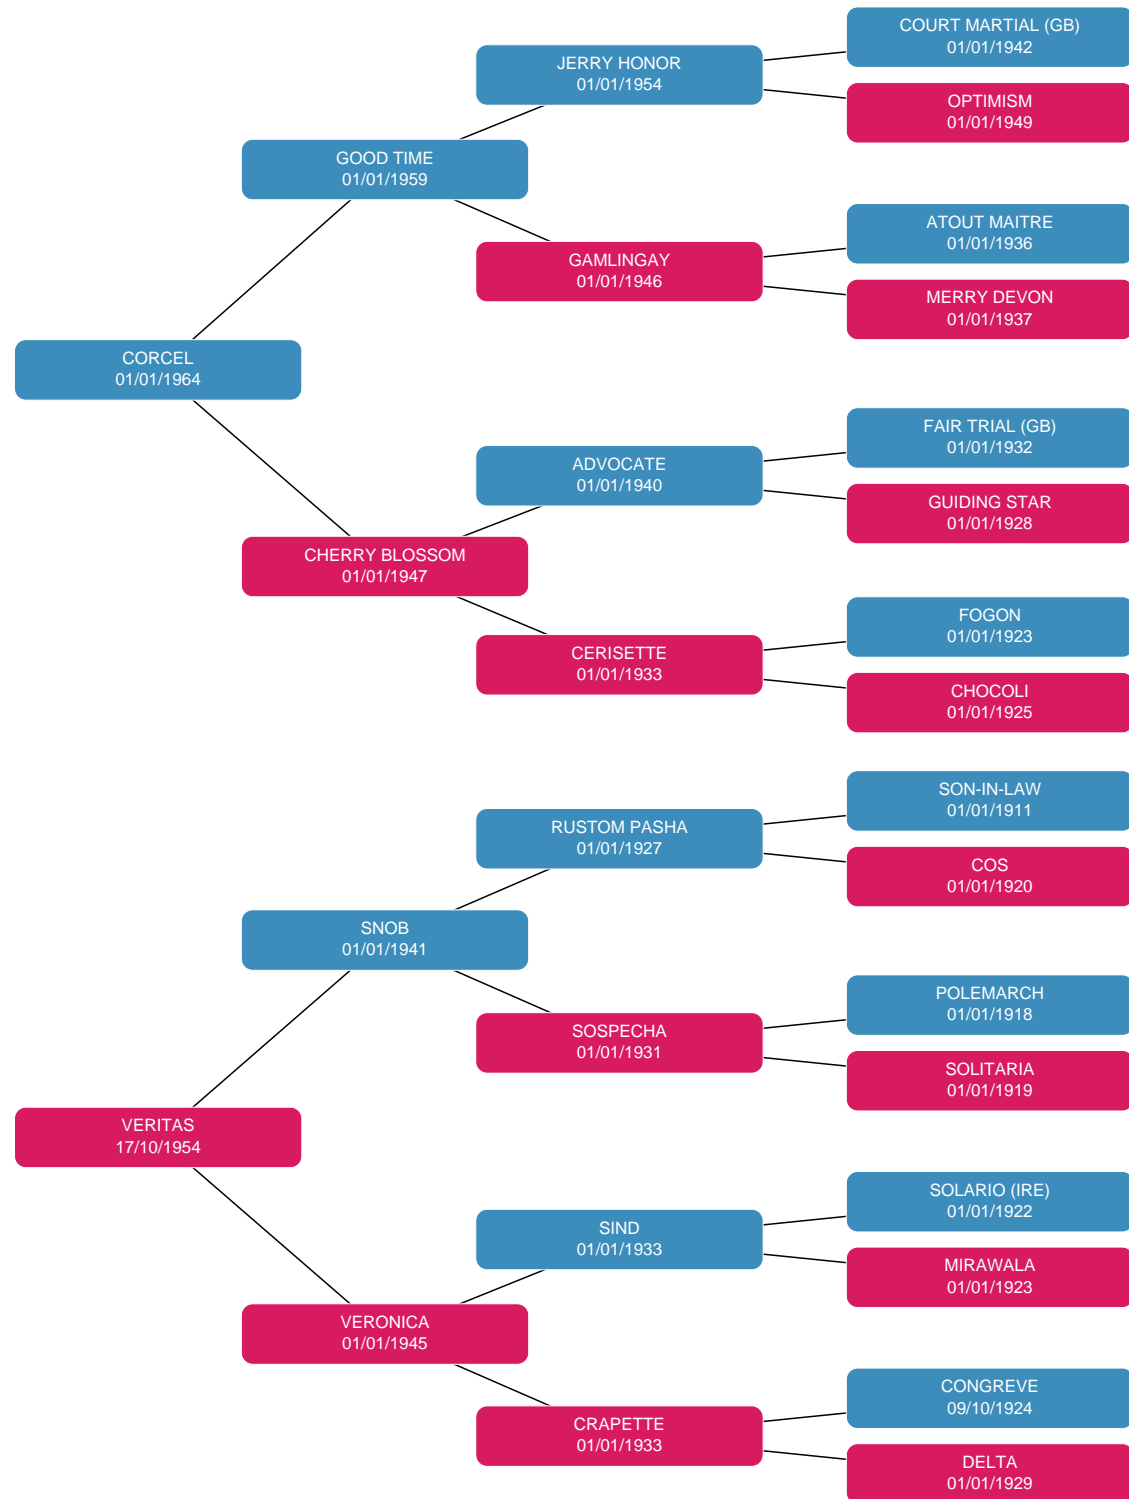 COURT MARTIAL (GB)
01/01/1942
JERRY HONOR
01/01/1954
OPTIMISM
01/01/1949
GOOD TIME
01/01/1959
ATOUT MAITRE
01/01/1936
GAMLINGAY
01/01/1946
MERRY DEVON
01/01/1937
CORCEL
01/01/1964
FAIR TRIAL (GB)
01/01/1932
ADVOCATE
01/01/1940
GUIDING STAR
01/01/1928
CHERRY BLOSSOM
01/01/1947
FOGON
01/01/1923
CERISETTE
01/01/1933
CHOCOLI
01/01/1925
SON-IN-LAW
01/01/1911
RUSTOM PASHA
01/01/1927
COS
01/01/1920
SNOB
01/01/1941
POLEMARCH
01/01/1918
SOSPECHA
01/01/1931
SOLITARIA
01/01/1919
VERITAS
17/10/1954
SOLARIO (IRE)
01/01/1922
SIND
01/01/1933
MIRAWALA
01/01/1923
VERONICA
01/01/1945
CONGREVE
09/10/1924
CRAPETTE
01/01/1933
DELTA
01/01/1929